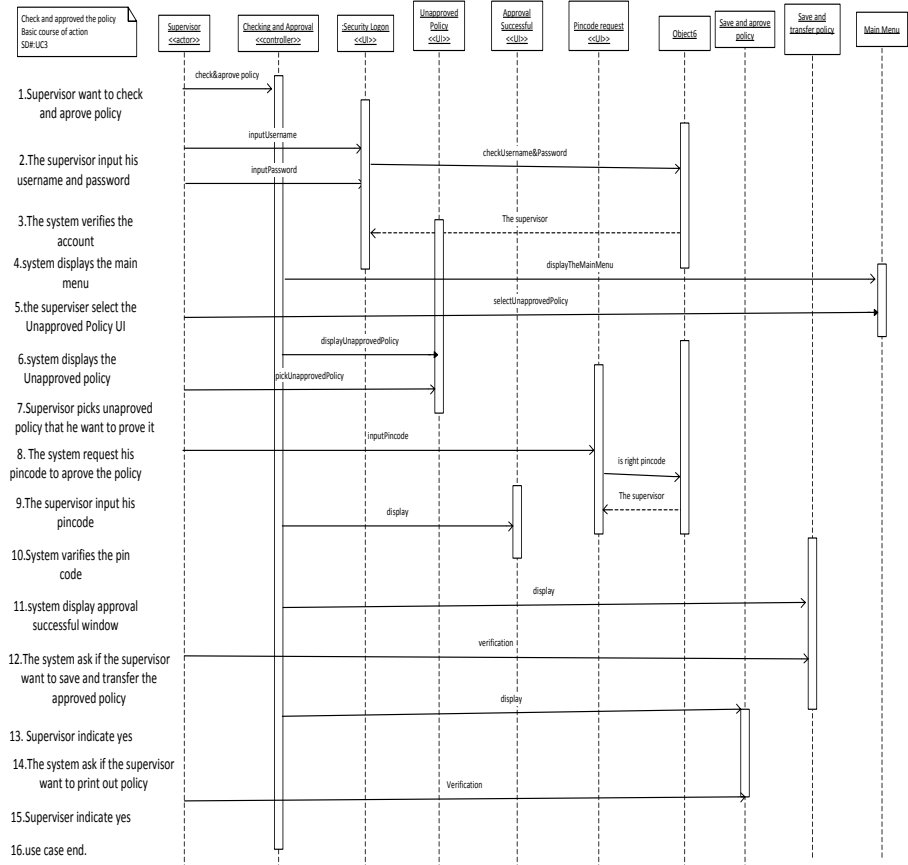 Check and approved the policy
Basic course of action
SD#:UC3
Supervisor
<<actor>>
Checking and Approval
<<controller>>
:Security Logon
<<UI>>
Unapproved
Policy
<<UI>>
Approval
Successful
<<UI>>
Pincode request
<<UI>>
Object6
Save and aprove
policy
Save and
transfer policy
Main Menu
check&aprove policy
1.Supervisor want to check
and aprove policy
inputUsername
checkUsername&Password
2.The supervisor input his
username and password
inputPassword
3.The system verifies the
account
The supervisor
4.system displays the main
menu
displayTheMainMenu
5.the superviser select the
Unapproved Policy UI
selectUnapprovedPolicy
displayUnapprovedPolicy
6.system displays the
Unapproved policy
pickUnapprovedPolicy
7.Supervisor picks unaproved
policy that he want to prove it
inputPincode
8. The system request his
pincode to aprove the policy
is right pincode
The supervisor
9.The supervisor input his
pincode
display
10.System varifies the pin
code
display
11.system display approval
successful window
verification
12.The system ask if the supervisor
want to save and transfer the
approved policy
display
13. Supervisor indicate yes
14.The system ask if the supervisor
want to print out policy
Verification
15.Superviser indicate yes
16.use case end.